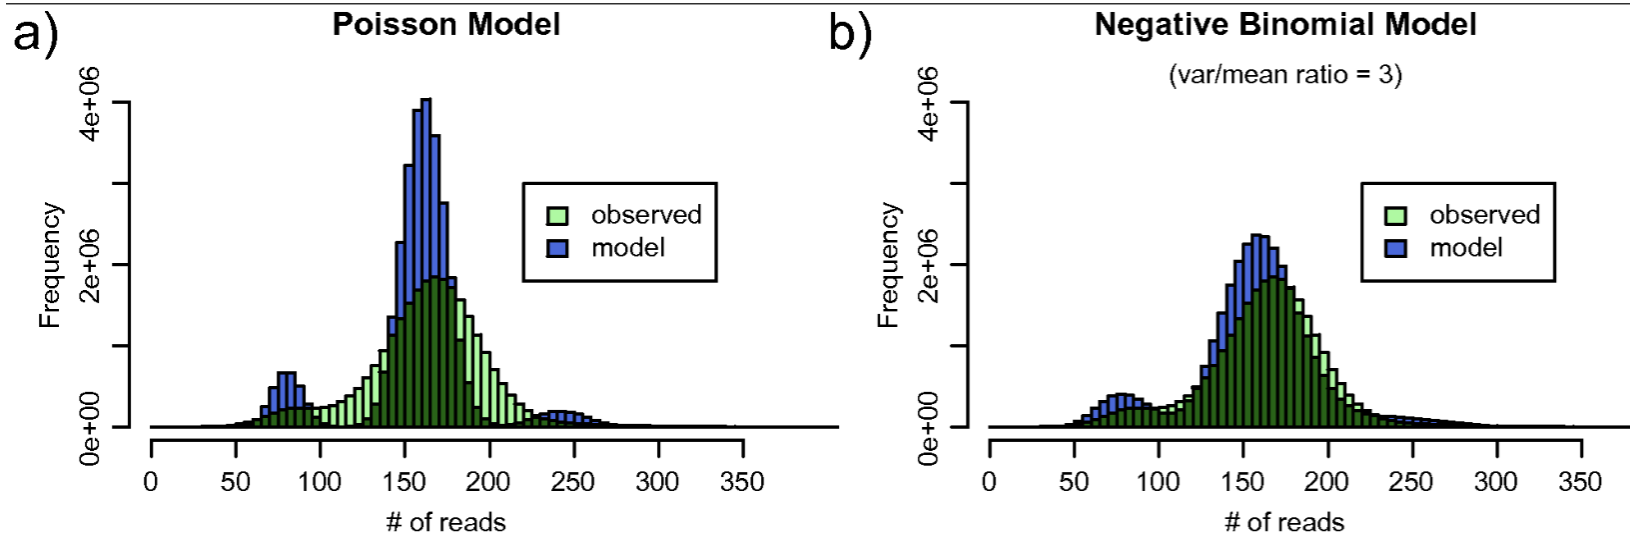 a)
Poisson Model
Frequency
0e+00
2e+06
4e+06
observed
model
0 50 100 150 200 250 300 350
# of reads
b)
Negative Binomial Model
(var/mean ratio = 3)
Frequency
0e+00
2e+06
4e+06
observed
model
0 50 100 150 200 250 300 350
# of reads